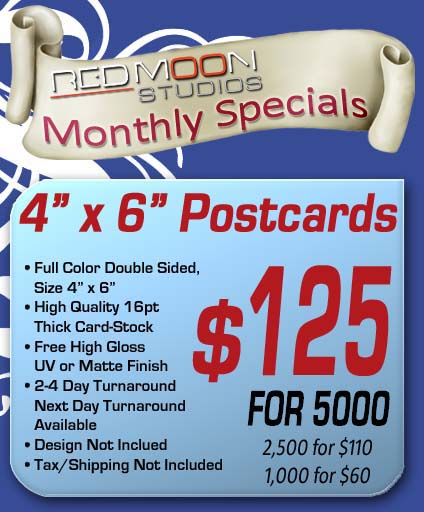 REDMOON
STUDIOS
Monthly Specials
4” x 6” Postcards
• Full Color Double Sided,
Size 4” x 6”
• High Quality 16pt
Thick Card-Stock
• Free High Gloss
UV or Matte Finish
• 2-4 Day Turnaround
Next Day Turnaround
Available
• Design Not Inclued
• Tax/Shipping Not Included
$125
FOR 5000
2,500 for $110
1,000 for $60